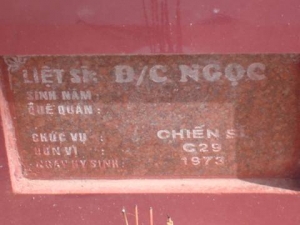 LIỆT SĨ: Đ/C NGỌC
SINH NĂM :
QUÊ QUÁN :
CHỨC VỤ : CHIẾN SĨ
ĐƠN VỊ : C29
NGÀY HY SINH : 1973